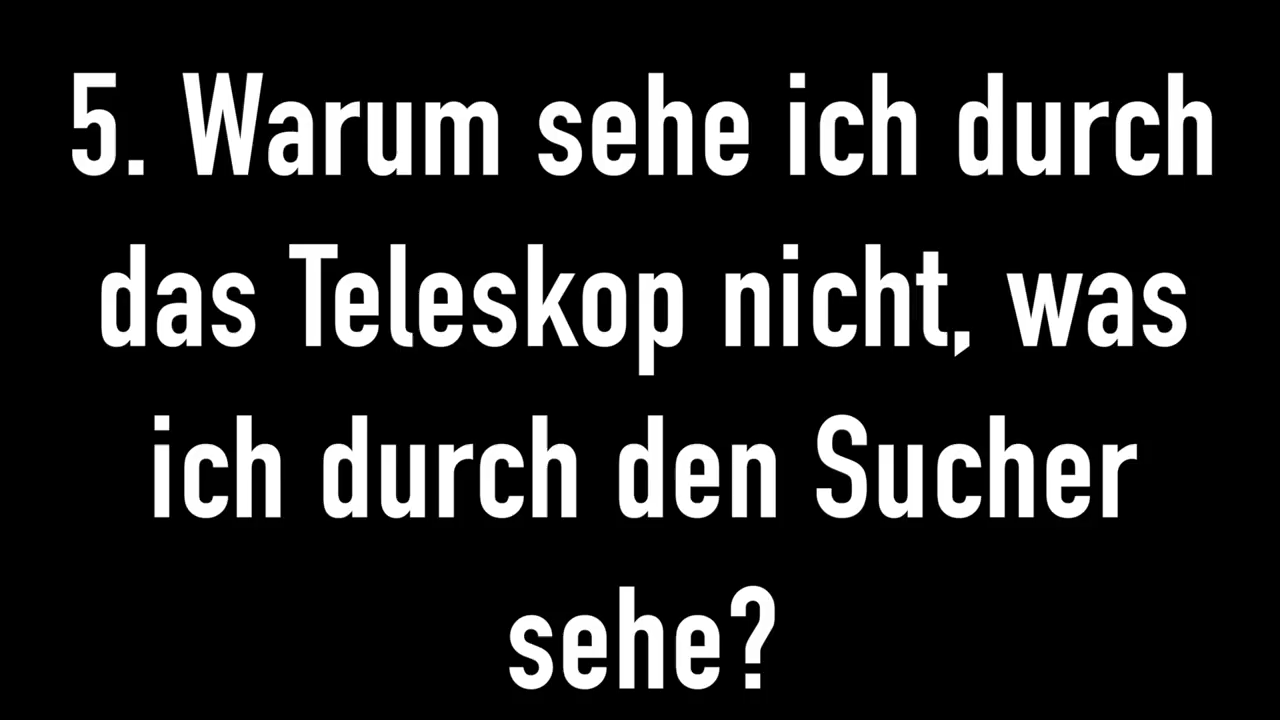 5. Warum sehe ich durch
das Teleskop nicht, was
ich durch den Sucher
sehe?